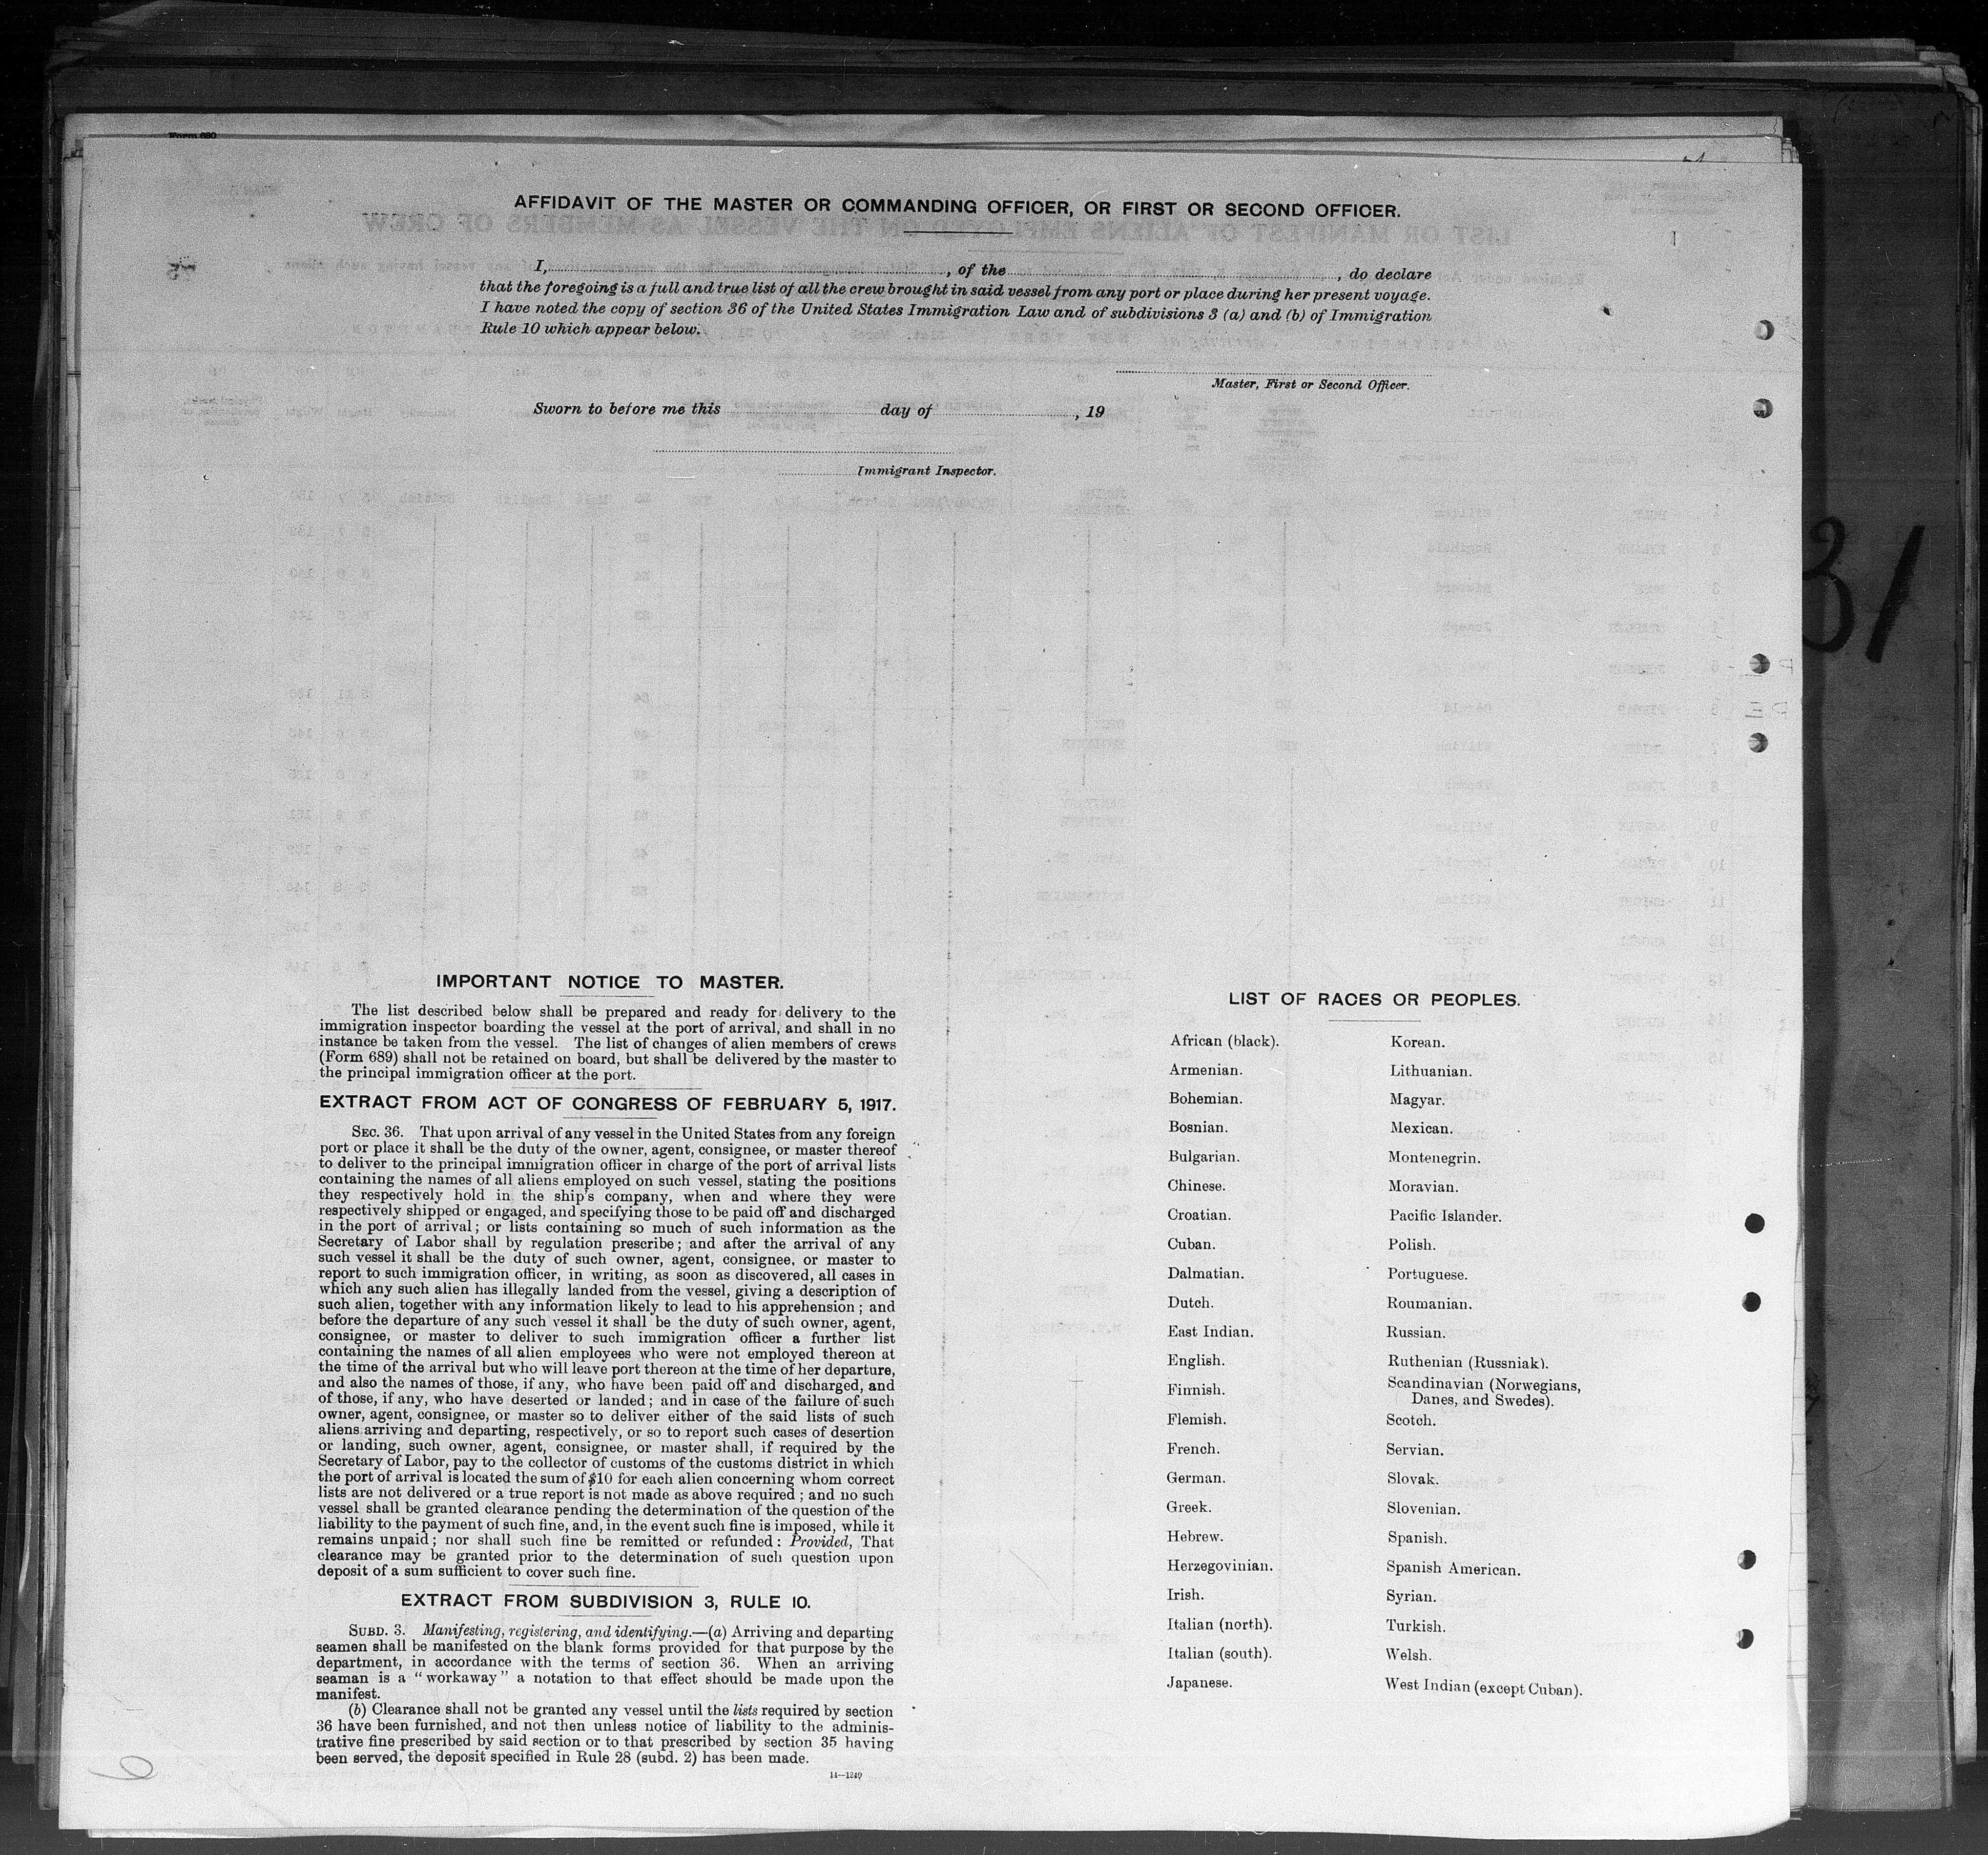 Form 680
AFFIDAVIT OF THE MASTER OR COMMANDING OFFICER, OR FIRST OR SECOND OFFICER.
I,, of the, do declare
that the foregoing is a full and true list of all the crew brought in said vessel from any port or place during her present voyage.
I have noted the copy of section 36 of the United States Immigration Law and of subdivisions 3 (a) and (b) of Immigration
Rule 10 which appear below.
Master, First or Second Officer.
Sworn to before me this day of, 19
Immigrant Inspector.
31
IMPORTANT NOTICE TO MASTER.
The list described below shall be prepared and ready for delivery to the
immigration inspector boarding the vessel at the port of arrival, and shall in no
instance be taken from the vessel. The list of changes of alien members of crews
(Form 689) shall not be retained on board, but shall be delivered by the master to
the principal immigration officer at the port.
EXTRACT FROM ACT OF CONGRESS OF FEBRUARY 5, 1917.
SEC. 36. That upon arrival of any vessel in the United States from any foreign
port or place it shall be the duty of the owner, agent, consignee, or master thereof
to deliver to the principal immigration officer in charge of the port of arrival lists
containing the names of all aliens employed on such vessel, stating the positions
they respectively hold in the ship's company, when and where they were
respectively shipped or engaged, and specifying those to be paid off and discharged
in the port of arrival; or lists containing so much of such information as the
Secretary of Labor shall by regulation prescribe; and after the arrival of any
such vessel it shall be the duty of such owner, agent, consignee, or master to
report to such immigration officer, in writing, as soon as discovered, all cases in
which any such alien has illegally landed from the vessel, giving a description of
such alien, together with any information likely to lead to his apprehension; and
before the departure of any such vessel it shall be the duty of such owner, agent,
consignee, or master to deliver to such immigration officer a further list
containing the names of all alien employees who were not employed thereon at
the time of the arrival but who will leave port thereon at the time of her departure,
and also the names of those, if any, who have been paid off and discharged, and
of those, if any, who have deserted or landed; and in case of the failure of such
owner, agent, consignee, or master so to deliver either of the said lists of such
aliens arriving and departing, respectively, or so to report such cases of desertion
or landing, such owner, agent, consignee, or master shall, if required by the
Secretary of Labor, pay to the collector of customs of the customs district in which
the port of arrival is located the sum of $10 for each alien concerning whom correct
lists are not delivered or a true report is not made as above required; and no such
vessel shall be granted clearance pending the determination of the question of the
liability to the payment of such fine, and, in the event such fine is imposed, while it
remains unpaid; nor shall such fine be remitted or refunded: Provided, That
clearance may be granted prior to the determination of such question upon
deposit of a sum sufficient to cover such fine.
EXTRACT FROM SUBDIVISION 3, RULE 10.
SUBD. 3. Manifesting, registering, and identifying.—(a) Arriving and departing
seamen shall be manifested on the blank forms provided for that purpose by the
department, in accordance with the terms of section 36. When an arriving
seaman is a "workaway" a notation to that effect should be made upon the
manifest.
(b) Clearance shall not be granted any vessel until the lists required by section
36 have been furnished, and not then unless notice of liability to the adminis-
trative fine prescribed by said section or to that prescribed by section 35 having
been served, the deposit specified in Rule 28 (subd. 2) has been made.
14—1240
LIST OF RACES OR PEOPLES.
African (black).
Armenian.
Bohemian.
Bosnian.
Bulgarian.
Chinese.
Croatian.
Cuban.
Dalmatian.
Dutch.
East Indian.
English.
Finnish.
Flemish.
French.
German.
Greek.
Hebrew.
Herzegovinian.
Irish.
Italian (north).
Italian (south).
Japanese.
Korean.
Lithuanian.
Magyar.
Mexican.
Montenegrin.
Moravian.
Pacific Islander.
Polish.
Portuguese.
Roumanian.
Russian.
Ruthenian (Russniak).
Scandinavian (Norwegians,
Danes, and Swedes).
Scotch.
Servian.
Slovak.
Slovenian.
Spanish.
Spanish American.
Syrian.
Turkish.
Welsh.
West Indian (except Cuban).